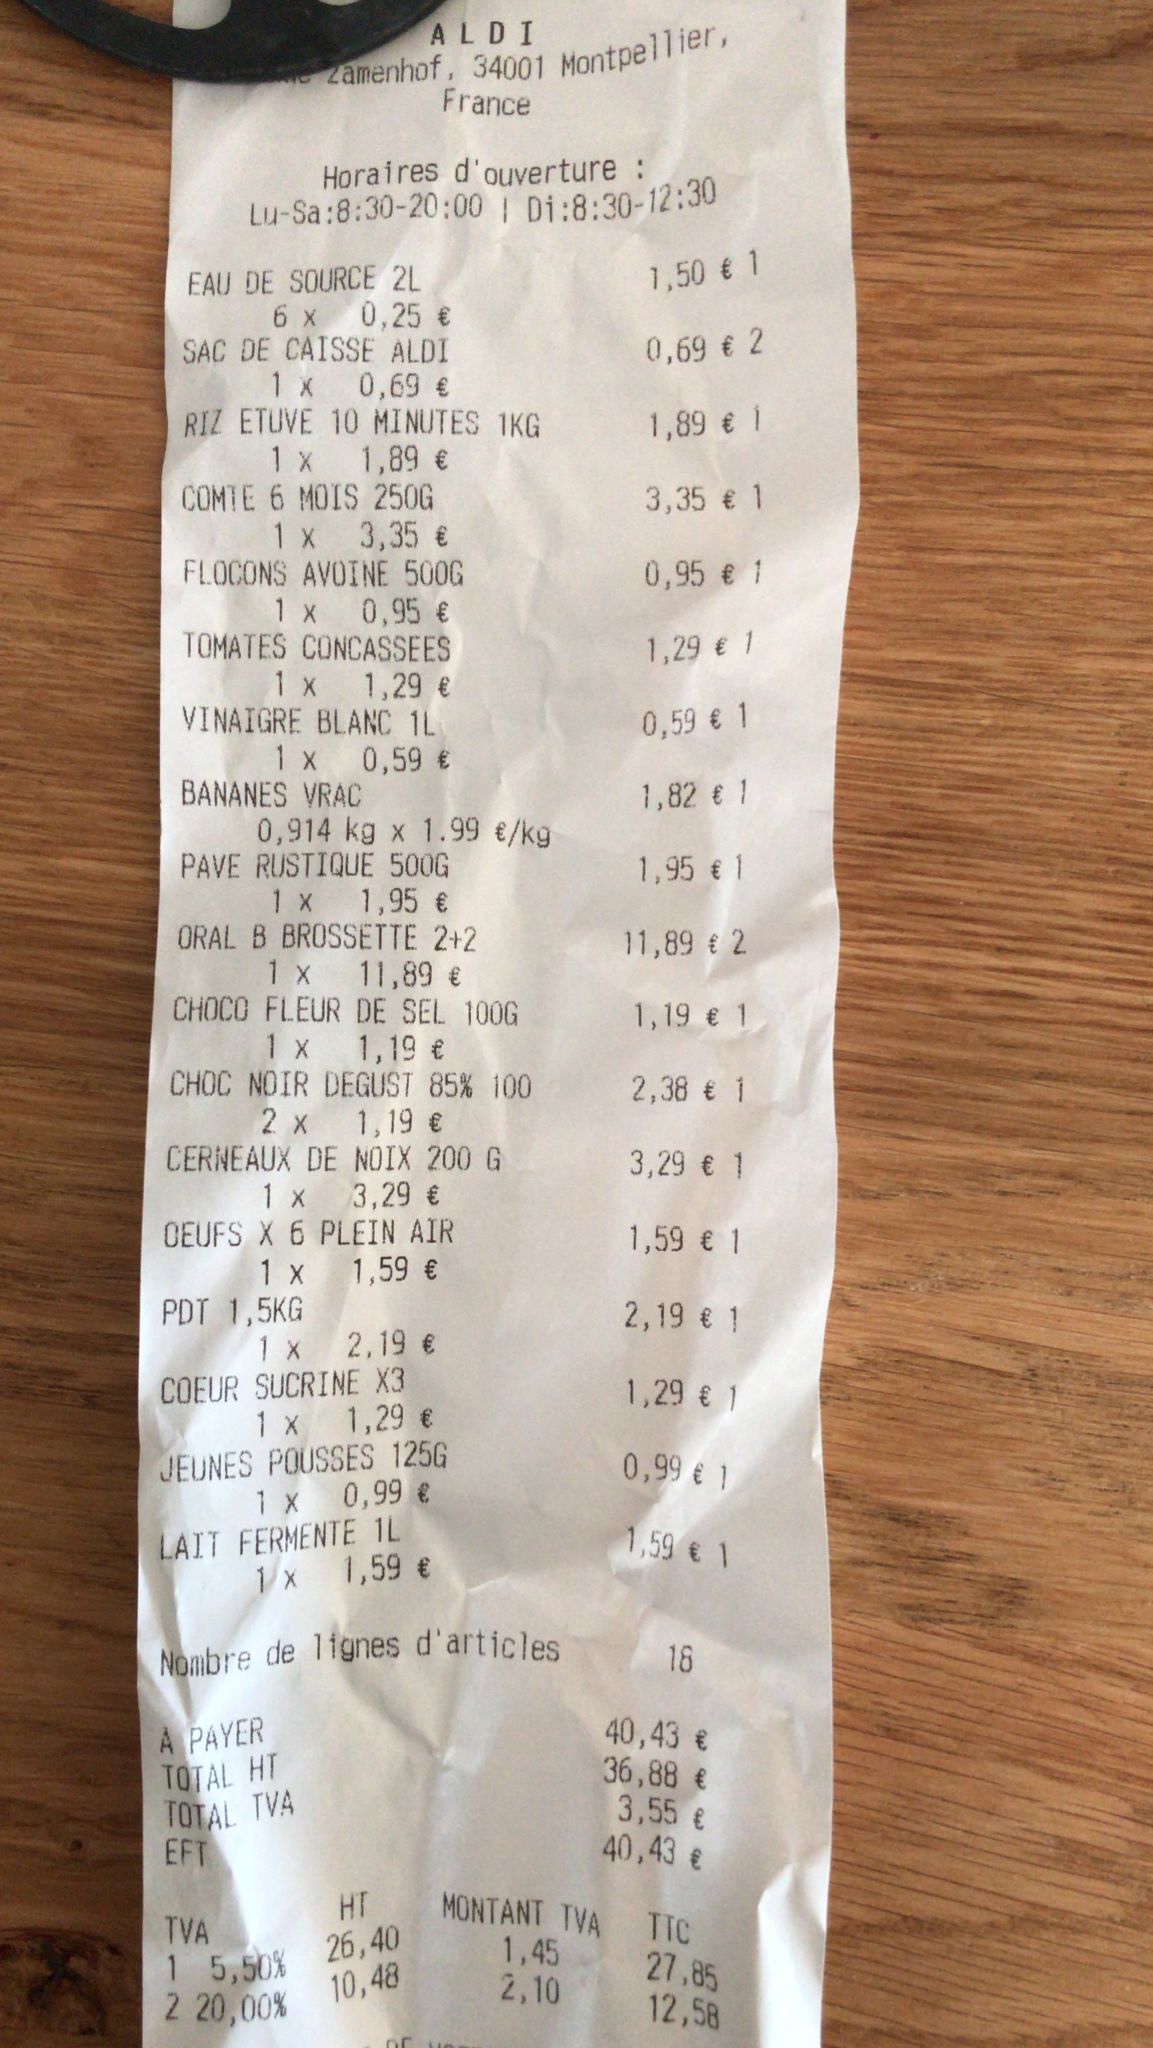 ALDI
Zamenhof, 34001 Montpellier,
France
Horaires d'ouverture :
Lu-Sa:8:30-20:00 | Di:8:30-12:30
EAU DE SOURCE 2L 1,50 € 1
6 x 0,25 €
SAC DE CAISSE ALDI 0,69 € 2
1 x 0,69 €
RIZ ETUVE 10 MINUTES 1KG 1,89 € 1
1 x 1,89 €
COMTE 6 MOIS 250G 3,35 € 1
1 x 3,35 €
FLOCONS AVOINE 500G 0,95 € 1
1 x 0,95 €
TOMATES CONCASSEES 1,29 € 1
1 x 1,29 €
VINAIGRE BLANC 1L 0,59 € 1
1 x 0,59 €
BANANES VRAC 1,82 € 1
0,914 kg x 1.99 €/kg
PAVE RUSTIQUE 500G 1,95 € 1
1 x 1,95 €
ORAL B BROSSETTE 2+2 11,89 € 2
1 x 11,89 €
CHOCO FLEUR DE SEL 100G 1,19 € 1
1 x 1,19 €
CHOC NOIR DEGUST 85% 100 2,38 € 1
2 x 1,19 €
CERNEAUX DE NOIX 200 G 3,29 € 1
1 x 3,29 €
OEUFS X 6 PLEIN AIR 1,59 € 1
1 x 1,59 €
PDT 1,5KG 2,19 € 1
1 x 2,19 €
COEUR SUCRINE X3 1,29 € 1
1 x 1,29 €
JEUNES POUSSES 125G 0,99 € 1
1 x 0,99 €
LAIT FERMENTE 1L 1,59 € 1
1 x 1,59 €
Nombre de lignes d'articles 18
A PAYER 40,43 €
TOTAL HT 36,88 €
TOTAL TVA 3,55 €
EFT 40,43 €
TVA HT MONTANT TVA TTC
1 5,50% 26,40 1,45 27,85
2 20,00% 10,48 2,10 12,58